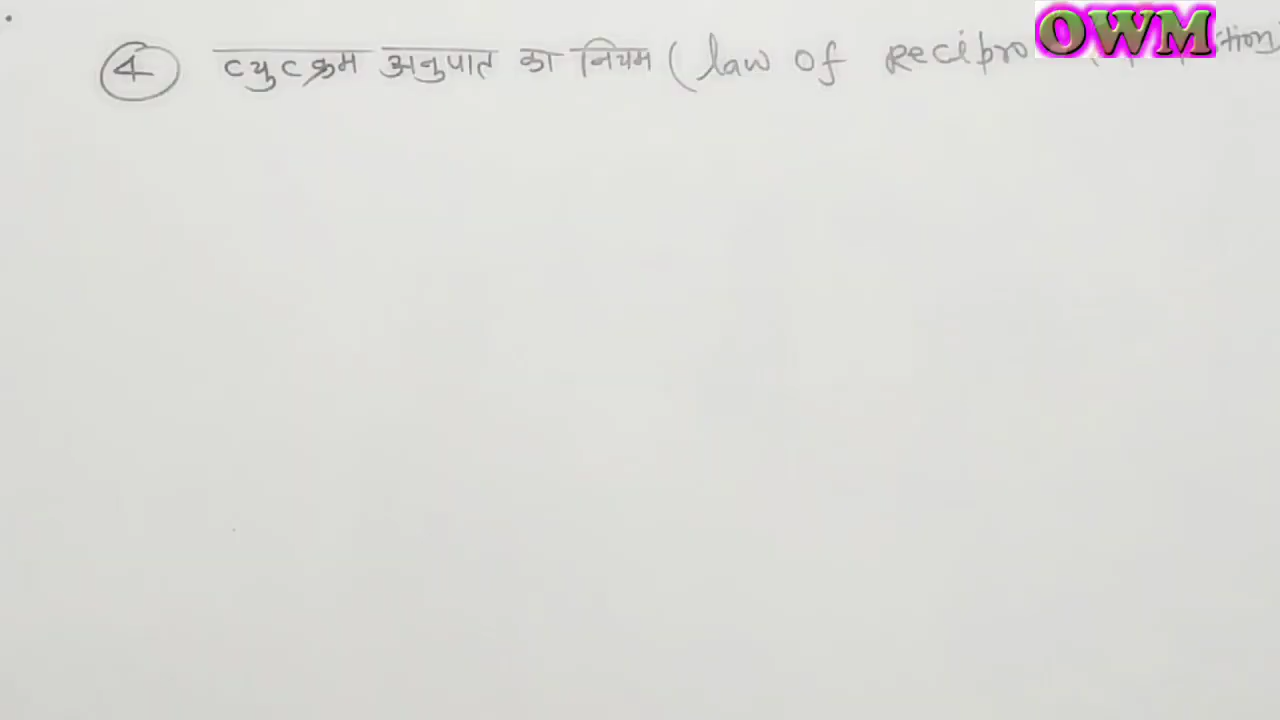 ④ व्युत्क्रम अनुपात का नियम (law of Recipro
OWM